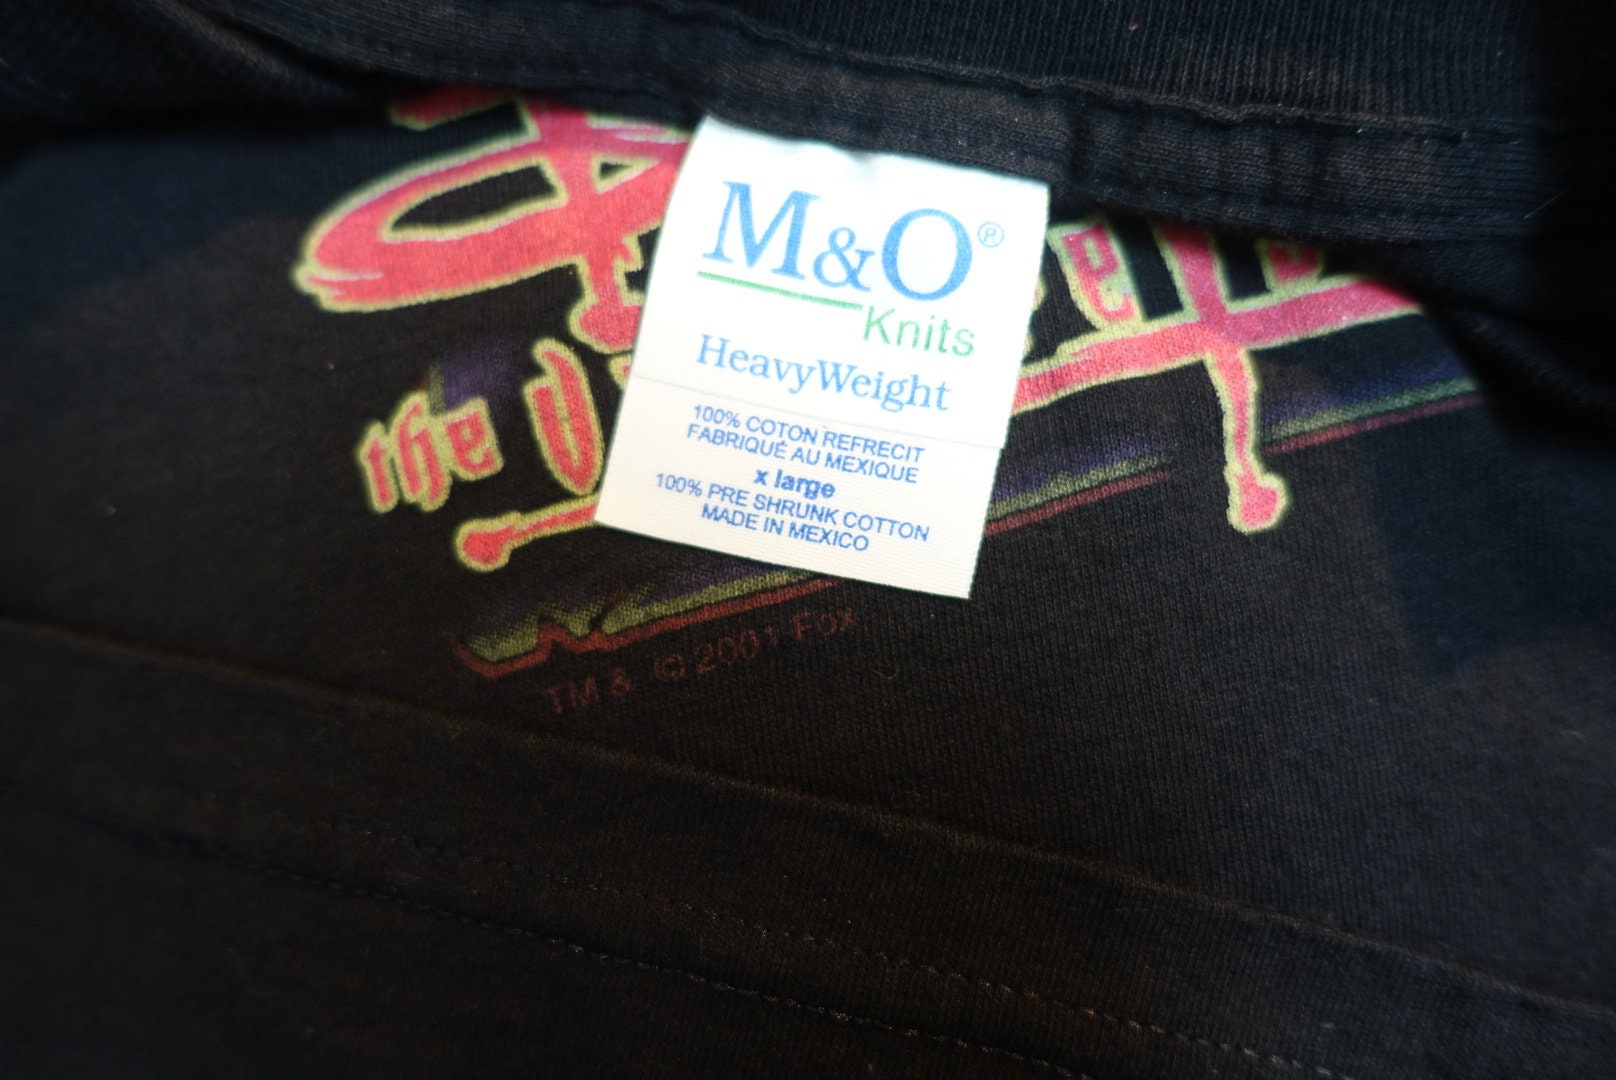 M&O®
Knits
HeavyWeight
100% COTON REFRECIT
FABRIQUÉ AU MEXIQUE
x large
100% PRE SHRUNK COTTON
MADE IN MEXICO
the
TM & © 2001 Fox